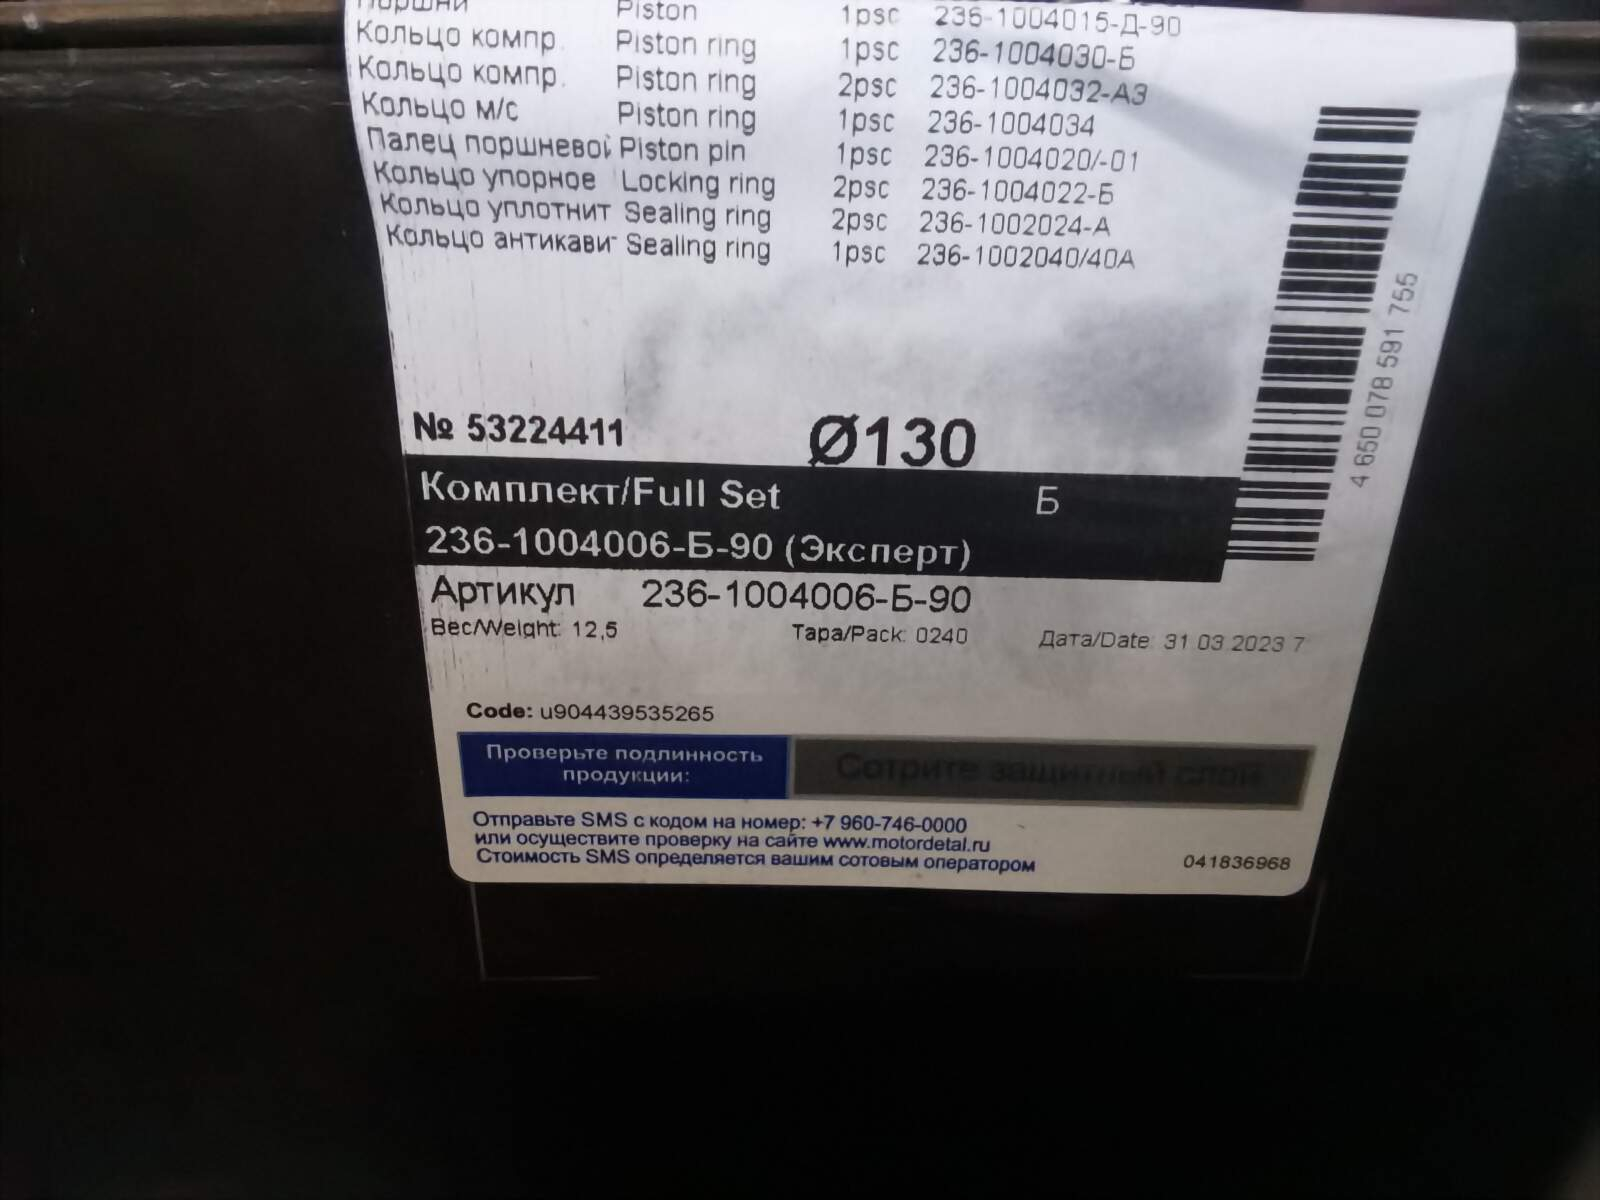 Поршни Piston 1psc 236-1004015-Д-90
Кольцо компр. Piston ring 1psc 236-1004030-Б
Кольцо компр. Piston ring 2psc 236-1004032-А3
Кольцо м/с Piston ring 1psc 236-1004034
Палец поршневой Piston pin 1psc 236-1004020/-01
Кольцо упорное Locking ring 2psc 236-1004022-Б
Кольцо уплотнит Sealing ring 2psc 236-1002024-А
Кольцо антикави Sealing ring 1psc 236-1002040/40А
4 650 078 591 755
№ 53224411 Ø130
Комплект/Full Set Б
236-1004006-Б-90 (Эксперт)
Артикул 236-1004006-Б-90
Вес/Weight: 12,5 Тара/Pack: 0240 Дата/Date: 31.03.2023 7
Code: u904439535265
Проверьте подлинность
продукции:
Сотрите защитный слой
Отправьте SMS с кодом на номер: +7 960-746-0000
или осуществите проверку на сайте www.motordetal.ru
Стоимость SMS определяется вашим сотовым оператором
041836968